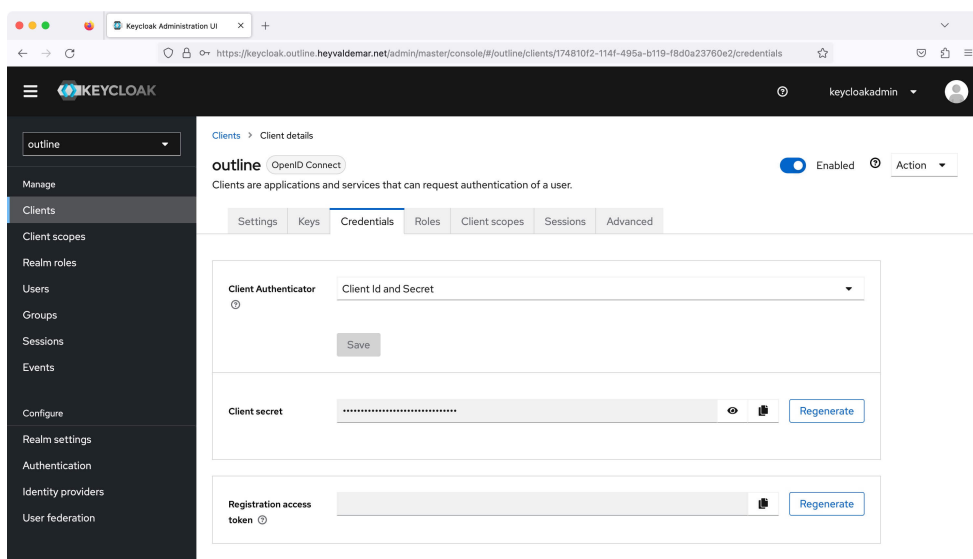 Keycloak Administration UI
https://keycloak.outline.heyvaldemar.net/admin/master/console/#/outline/clients/174810f2-114f-495a-b119-f8d0a23760e2/credentials
KEYCLOAK
keycloakadmin
outline
Manage
Clients
Client scopes
Realm roles
Users
Groups
Sessions
Events
Configure
Realm settings
Authentication
Identity providers
User federation
Clients > Client details
outline OpenID Connect
Enabled
Action
Clients are applications and services that can request authentication of a user.
Settings Keys Credentials Roles Client scopes Sessions Advanced
Client Authenticator
Client Id and Secret
Save
Client secret
••••••••••••••••••••••••••••••••
Regenerate
Registration access
token
Regenerate